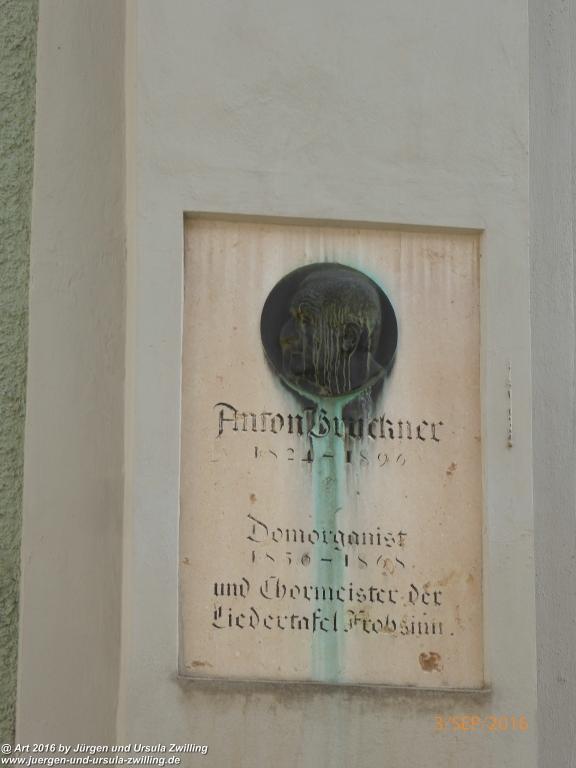 Anton Bruckner
1824 – 1896
Domorganist
1856 – 1868
und Chormeister der
Liedertafel Frohsinn.
3/SEP/2016
@ Art 2016 by Jürgen und Ursula Zwilling
www.juergen-und-ursula-zwilling.de